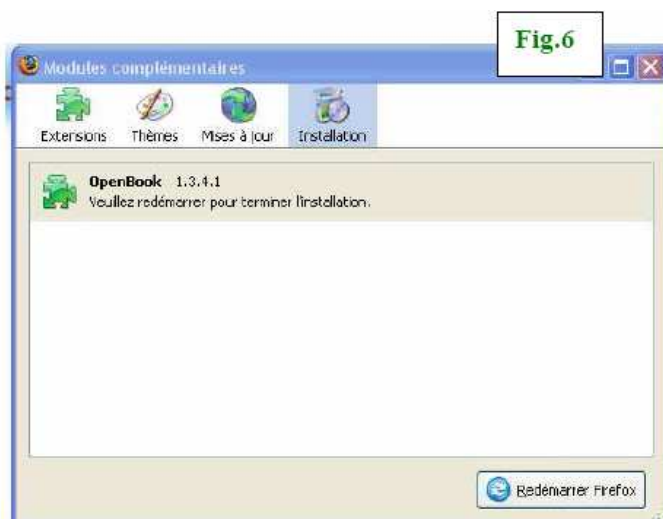 Fig.6
Modules complémentaires
Extensions Thèmes Mises à jour Installation
OpenBook 1.3.4.1
Veuillez redémarrer pour terminer l'installation.
Redémarrer Firefox